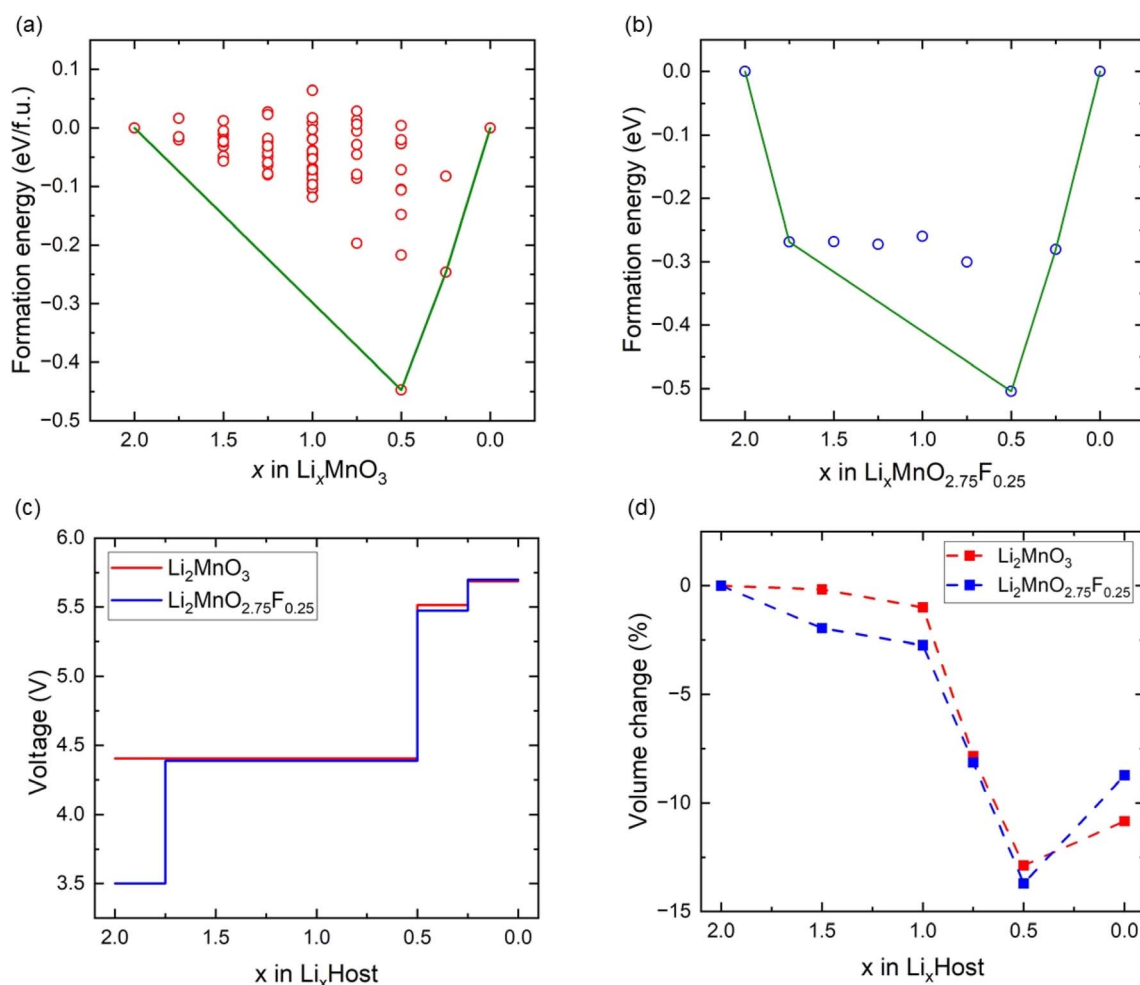 (a)
Formation energy (eV/f.u.)
0.1
0.0
−0.1
−0.2
−0.3
−0.4
−0.5
2.0 1.5 1.0 0.5 0.0
x in LiₓMnO₃
(b)
Formation energy (eV)
0.0
−0.1
−0.2
−0.3
−0.4
−0.5
2.0 1.5 1.0 0.5 0.0
x in LiₓMnO₂.₇₅F₀.₂₅
(c)
Voltage (V)
6.0
5.5
5.0
4.5
4.0
3.5
Li₂MnO₃
Li₂MnO₂.₇₅F₀.₂₅
2.0 1.5 1.0 0.5 0.0
x in LiₓHost
(d)
Volume change (%)
0
−5
−10
−15
Li₂MnO₃
Li₂MnO₂.₇₅F₀.₂₅
2.0 1.5 1.0 0.5 0.0
x in LiₓHost